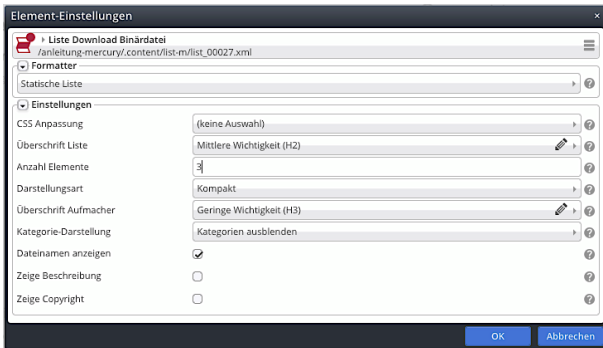 Element-Einstellungen
Liste Download Binärdatei
/anleitung-mercury/.content/list-m/list_00027.xml
Formatter
Statische Liste
Einstellungen
CSS Anpassung (keine Auswahl)
Überschrift Liste Mittlere Wichtigkeit (H2)
Anzahl Elemente 3
Darstellungsart Kompakt
Überschrift Aufmacher Geringe Wichtigkeit (H3)
Kategorie-Darstellung Kategorien ausblenden
Dateinamen anzeigen
Zeige Beschreibung
Zeige Copyright
OK Abbrechen